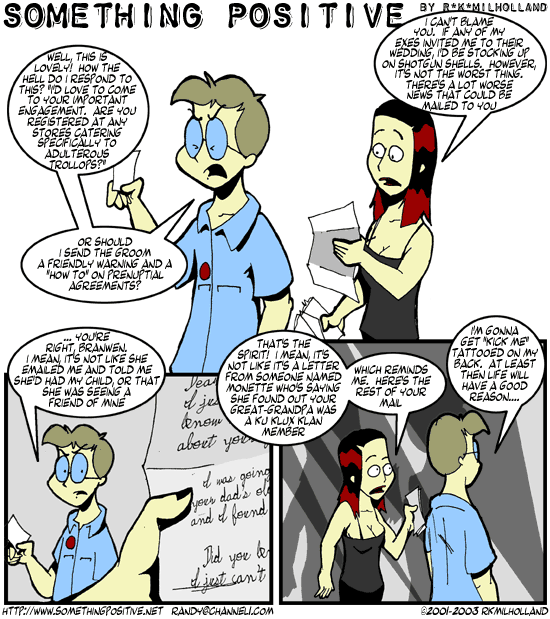 SOMETHING POSITIVE
BY R*K*MILHOLLAND
WELL, THIS IS
LOVELY! HOW THE
HELL DO I RESPOND TO
THIS? "I'D LOVE TO COME
TO YOUR IMPORTANT
ENGAGEMENT. ARE YOU
REGISTERED AT ANY
STORES CATERING
SPECIFICALLY TO
ADULTEROUS
TROLLOPS?"
OR SHOULD
I SEND THE GROOM
A FRIENDLY WARNING AND A
"HOW TO" ON PRENUPTIAL
AGREEMENTS?
I CAN'T BLAME
YOU. IF ANY OF MY
EXES INVITED ME TO THEIR
WEDDING, I'D BE STOCKING UP
ON SHOTGUN SHELLS. HOWEVER,
IT'S NOT THE WORST THING.
THERE'S A LOT WORSE
NEWS THAT COULD BE
MAILED TO YOU
... YOU'RE
RIGHT, BRANWEN.
I MEAN, IT'S NOT LIKE SHE
EMAILED ME AND TOLD ME
SHE'D HAD MY CHILD, OR THAT
SHE WAS SEEING A
FRIEND OF MINE
I jus
know
about your
I was going
your dad's ol
and I found
Did you
I just can't
THAT'S THE
SPIRIT! I MEAN, IT'S
NOT LIKE IT'S A LETTER
FROM SOMEONE NAMED
MONETTE WHO'S SAYING
SHE FOUND OUT YOUR
GREAT-GRANDPA WAS
A KU KLUX KLAN
MEMBER
WHICH REMINDS
ME. HERE'S THE
REST OF YOUR
MAIL
I'M GONNA
GET "KICK ME"
TATTOOED ON MY
BACK. AT LEAST
THEN LIFE WILL
HAVE A GOOD
REASON....
HTTP://WWW.SOMETHINGPOSITIVE.NET RANDY@CHANNEL1.COM
©2001-2003 RKMILHOLLAND